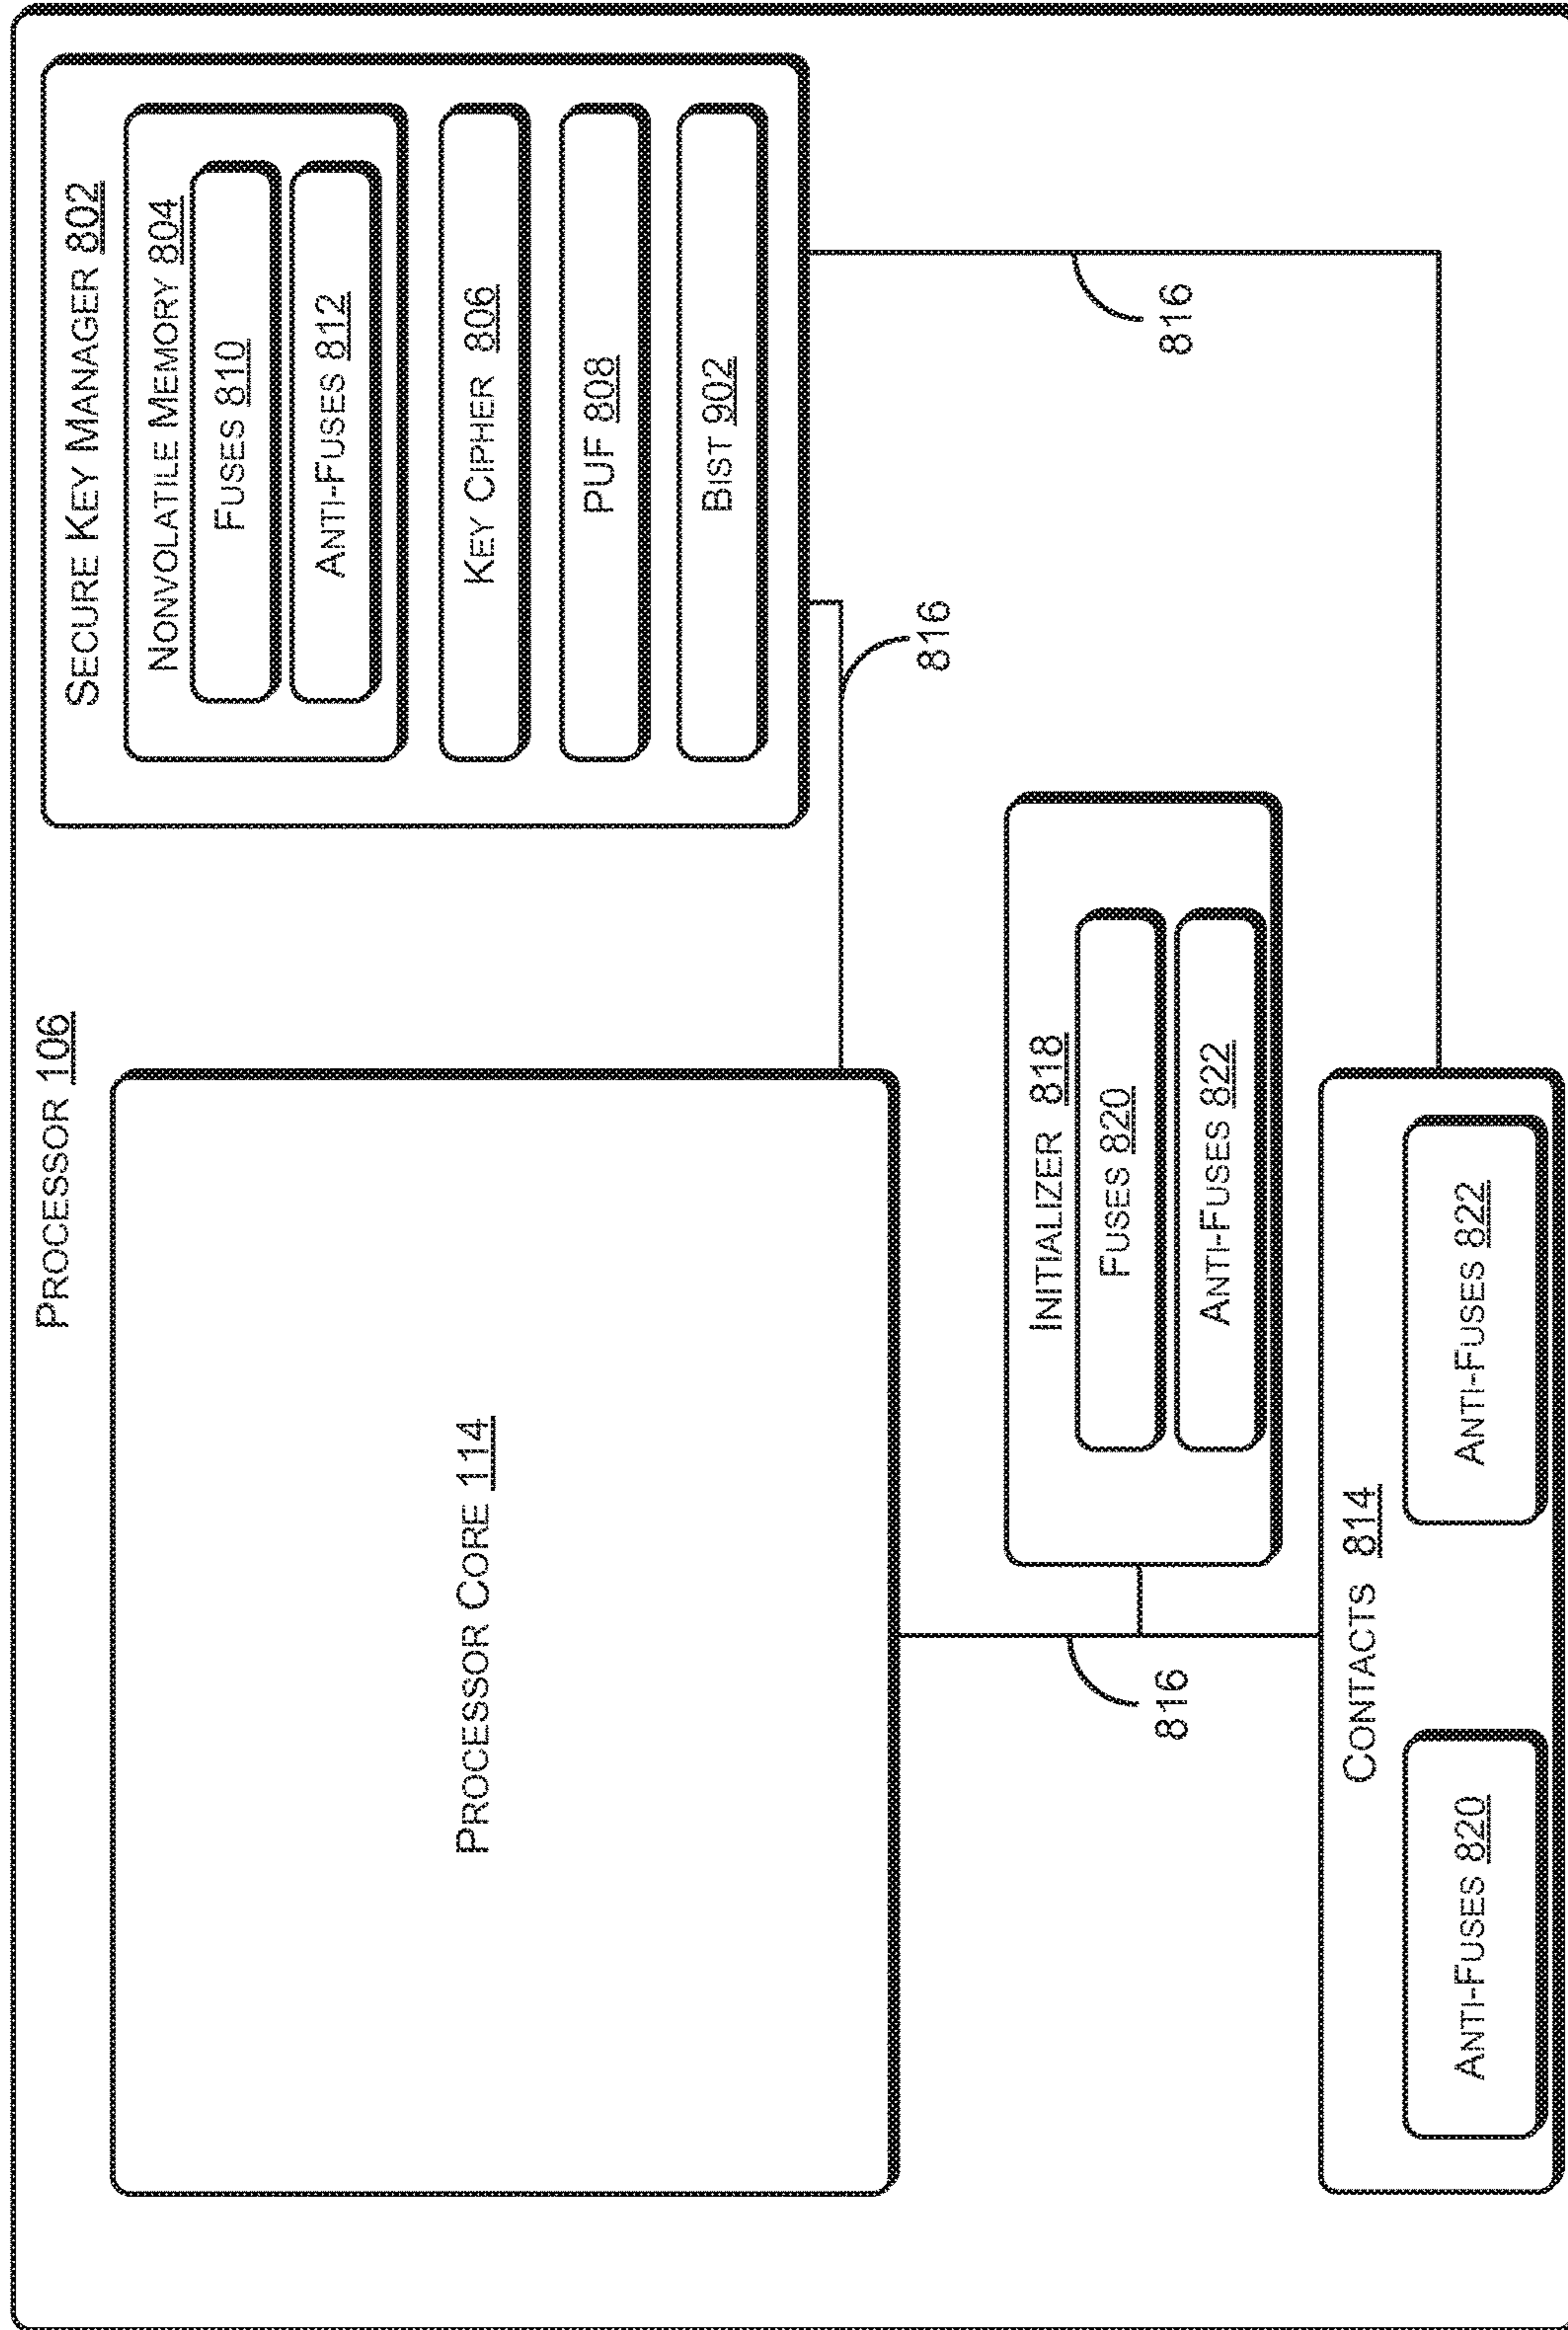 PROCESSOR 106
PROCESSOR CORE 114
SECURE KEY MANAGER 802
NONVOLATILE MEMORY 804
FUSES 810
ANTI-FUSES 812
KEY CIPHER 806
PUF 808
BIST 902
816
816
INITIALIZER 818
FUSES 820
ANTI-FUSES 822
816
CONTACTS 814
ANTI-FUSES 820
ANTI-FUSES 822